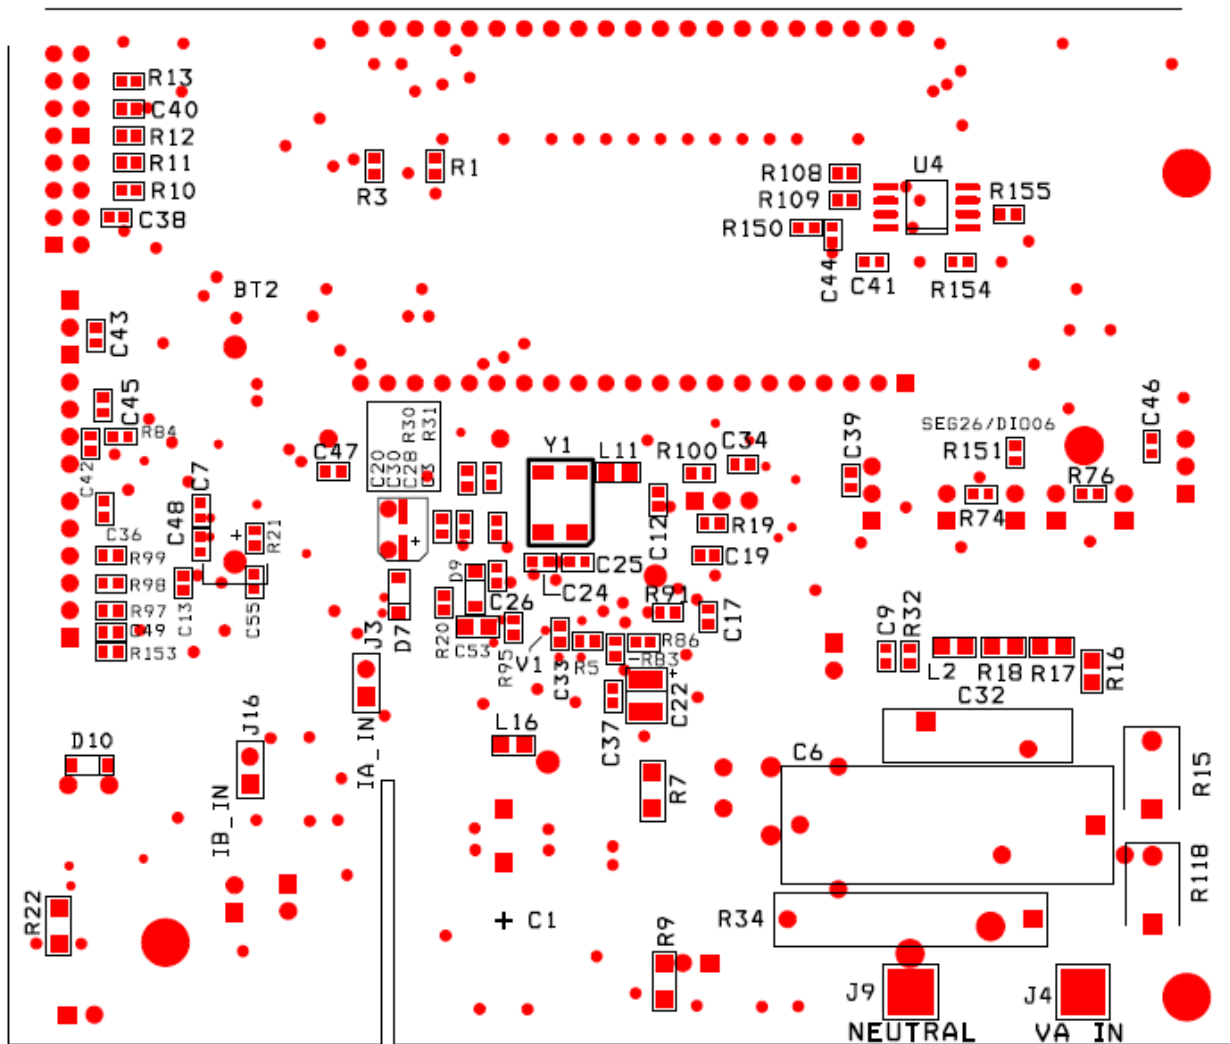 R13
C40
R12
R11
R10
C38
R3
R1
R108
R109
R150
C44
C41
U4
R155
R154
BT2
C43
C45
R84
C42
C7
C48
C36
R99
R98
R97
C49
R153
C13
C55
R21
+
C47
C20
C30
C28 R30
C3 R31
+
Y1
L11
R100
C34
C12
R19
C19
C25
C24
R91
C17
D9
C26
R20
C53
R95
V1
C33
R5
R86
RB3
+
C22
C37
D7
J3
IA_IN
J16
IB_IN
D10
L16
R7
C39
SEG26/DIO06
R151
R74
R76
C46
C9
R32
L2
R18
R17
R16
C32
C6
R15
R118
R34
R22
+ C1
R9
J9
NEUTRAL
J4
VA IN